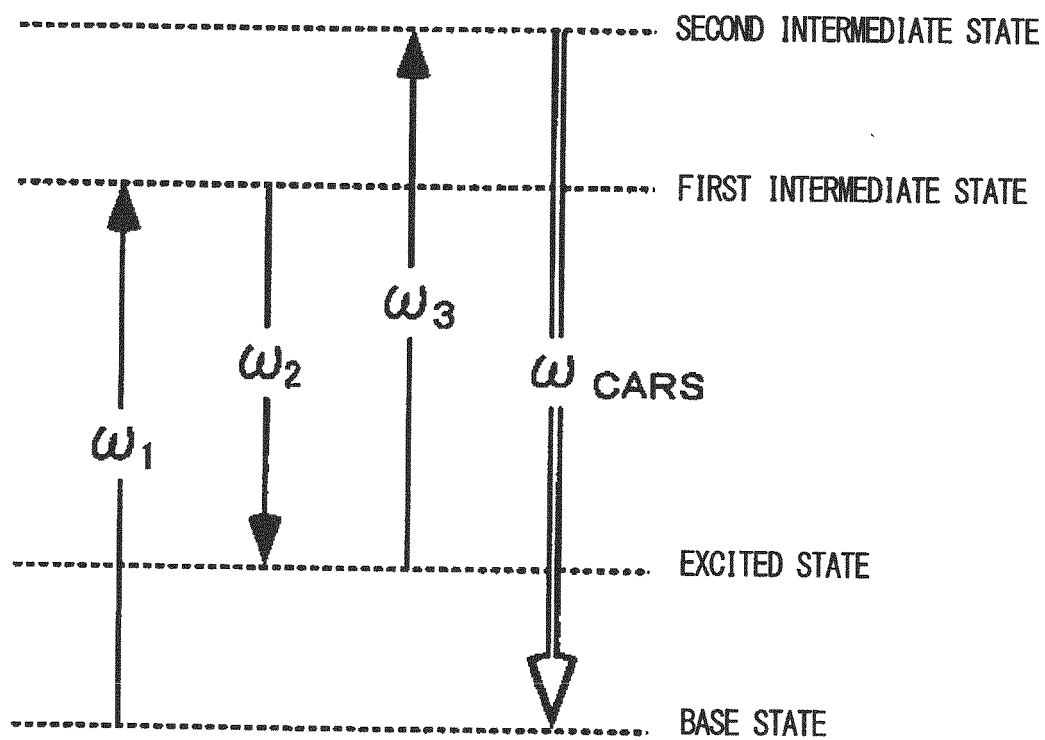 SECOND INTERMEDIATE STATE
FIRST INTERMEDIATE STATE
ω3
ω2
ω CARS
ω1
EXCITED STATE
BASE STATE